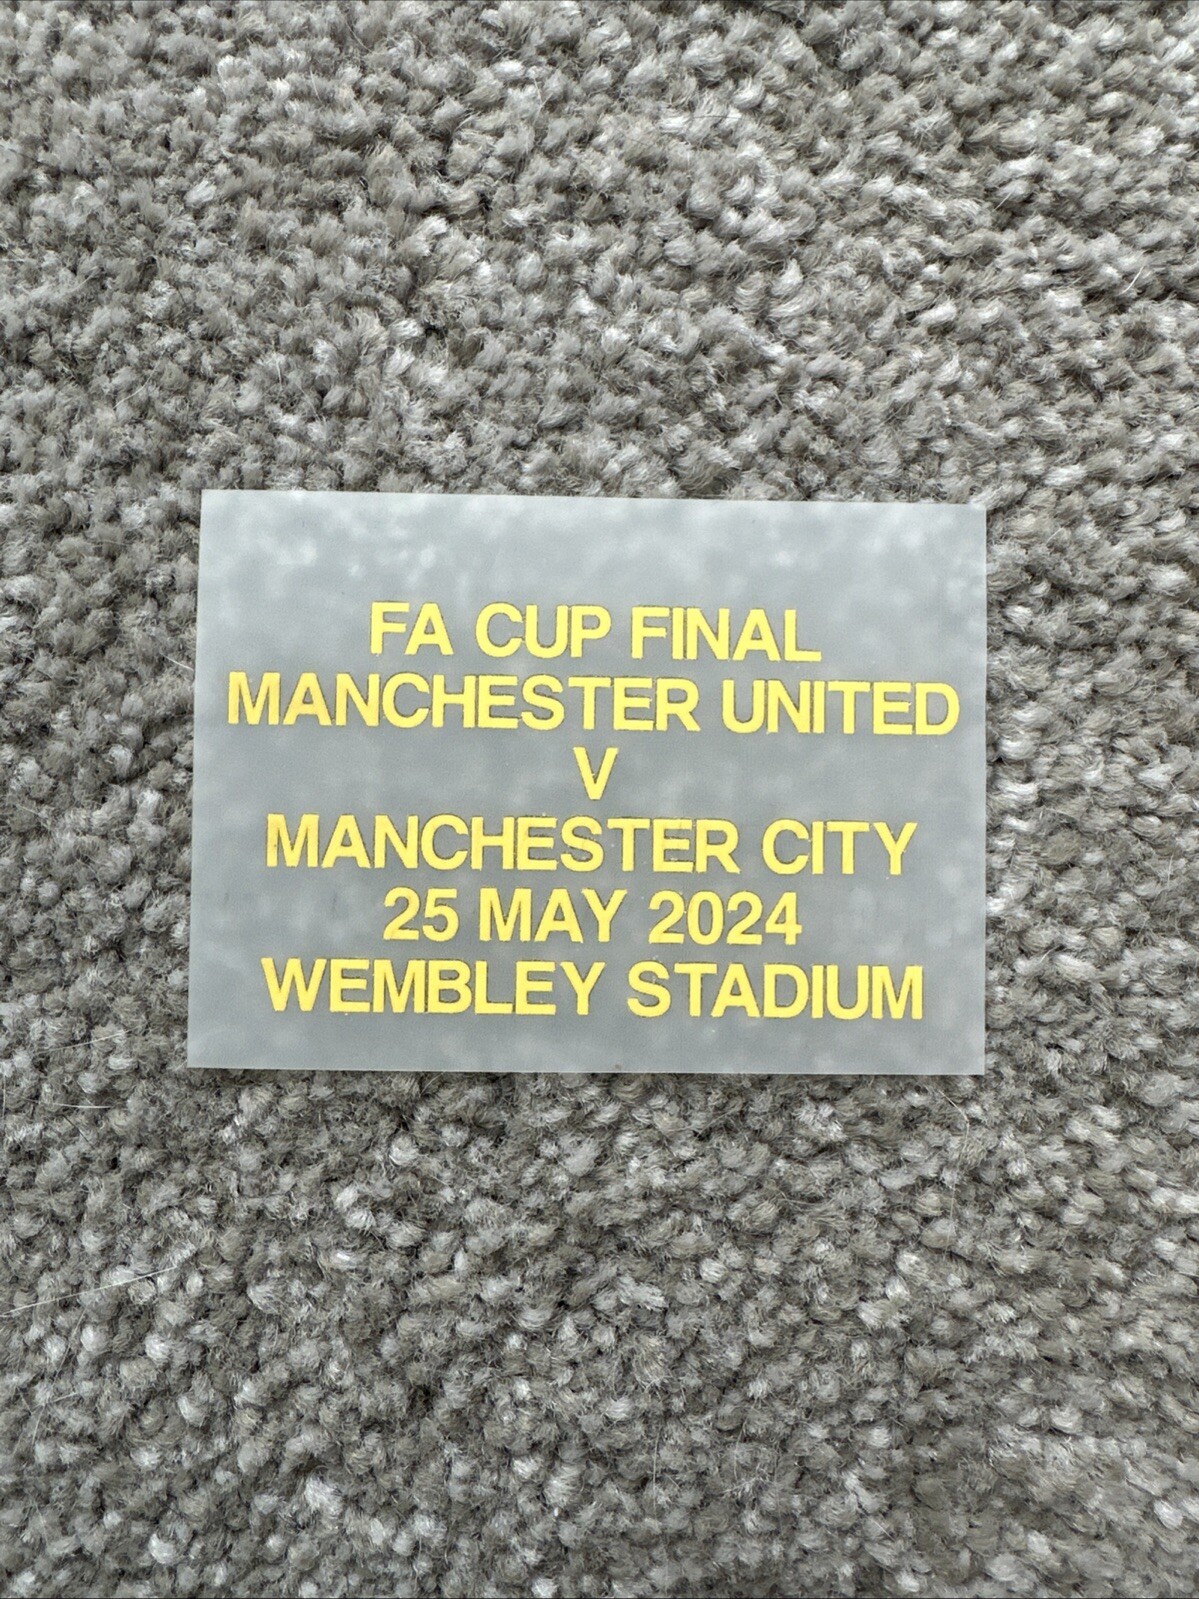 FA CUP FINAL
MANCHESTER UNITED
V
MANCHESTER CITY
25 MAY 2024
WEMBLEY STADIUM